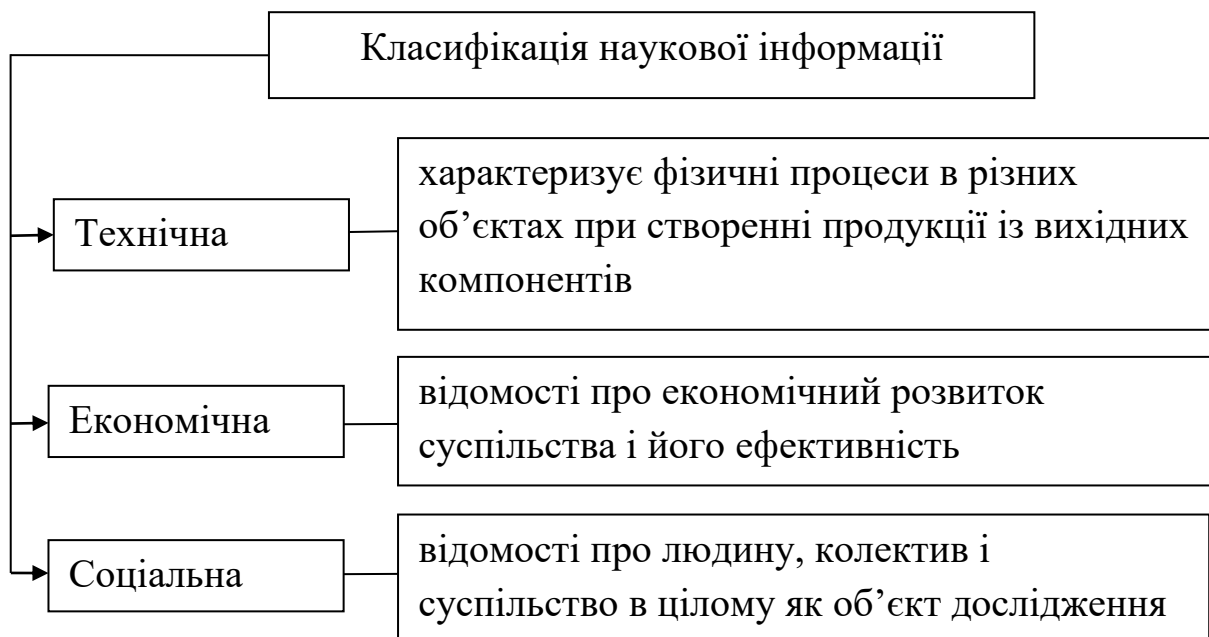 Класифікація наукової інформації
Технічна
характеризує фізичні процеси в різних
об’єктах при створенні продукції із вихідних
компонентів
Економічна
відомості про економічний розвиток
суспільства і його ефективність
Соціальна
відомості про людину, колектив і
суспільство в цілому як об’єкт дослідження